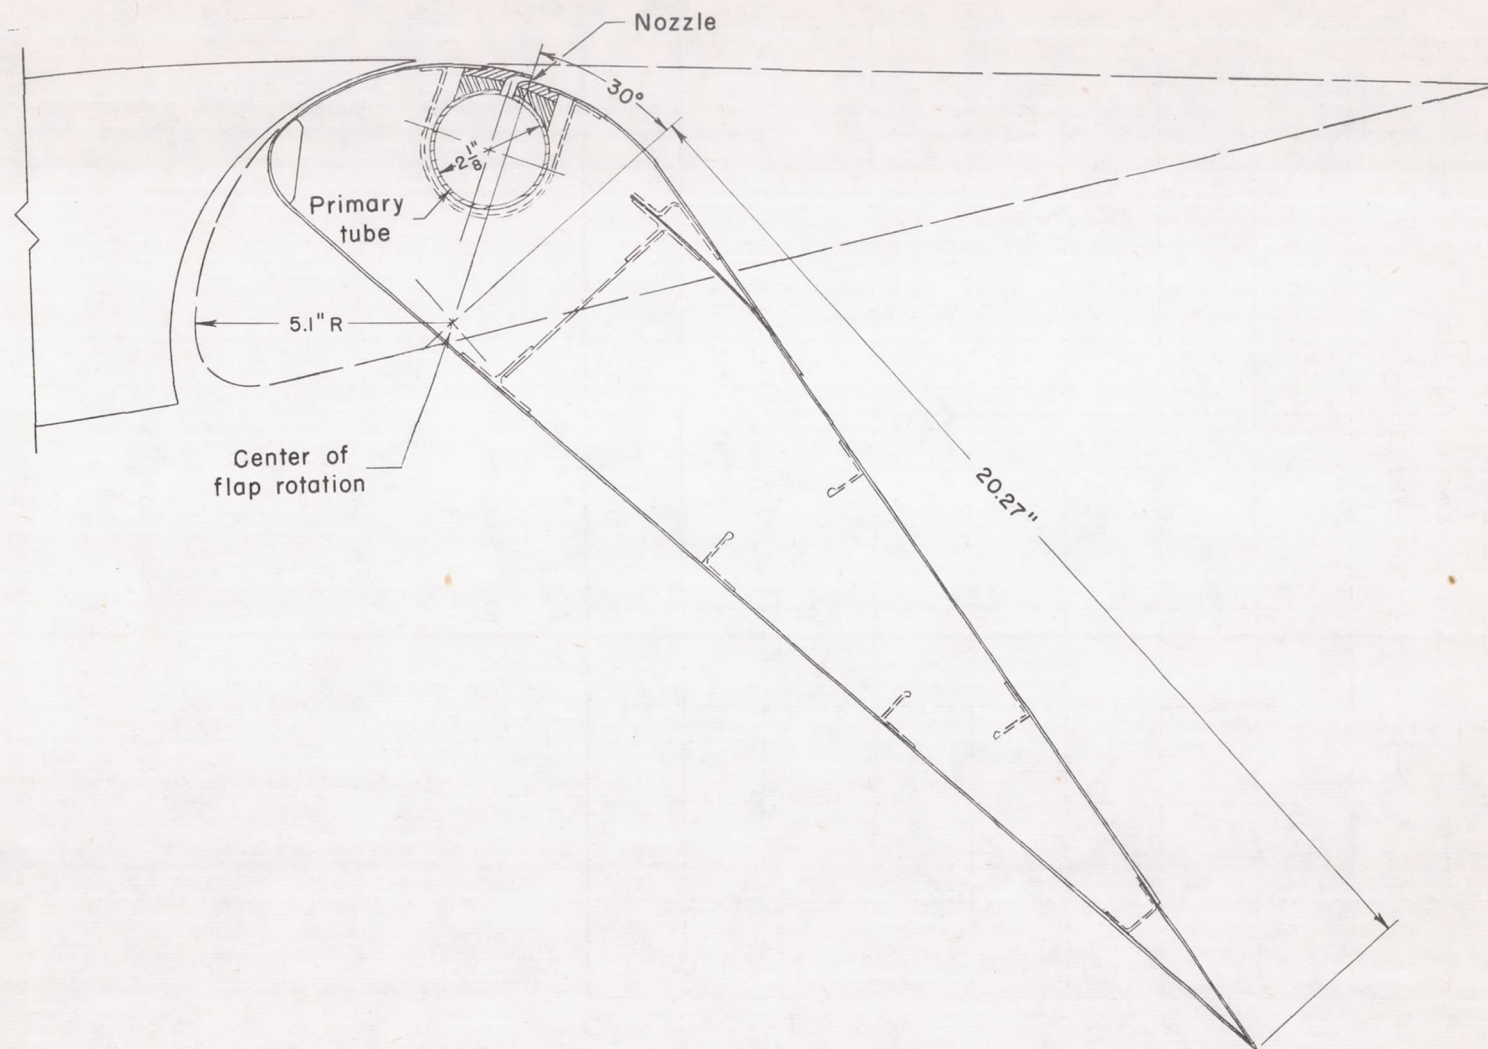 Nozzle
30°
2 1/8"
Primary
tube
5.1" R
Center of
flap rotation
20.27"